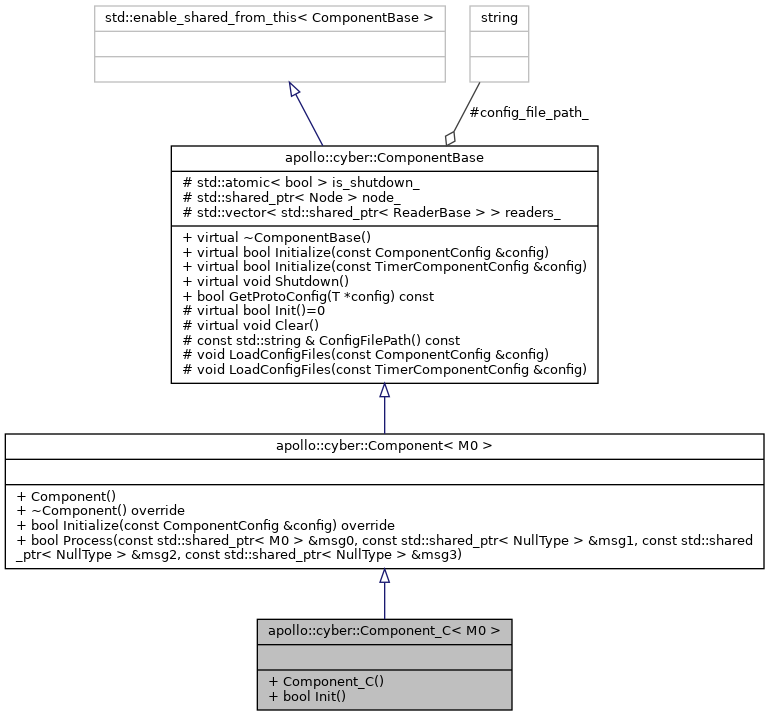 std::enable_shared_from_this< ComponentBase >
string
#config_file_path_
apollo::cyber::ComponentBase
# std::atomic< bool > is_shutdown_
# std::shared_ptr< Node > node_
# std::vector< std::shared_ptr< ReaderBase > > readers_
+ virtual ~ComponentBase()
+ virtual bool Initialize(const ComponentConfig &config)
+ virtual bool Initialize(const TimerComponentConfig &config)
+ virtual void Shutdown()
+ bool GetProtoConfig(T *config) const
# virtual bool Init()=0
# virtual void Clear()
# const std::string & ConfigFilePath() const
# void LoadConfigFiles(const ComponentConfig &config)
# void LoadConfigFiles(const TimerComponentConfig &config)
apollo::cyber::Component< M0 >
+ Component()
+ ~Component() override
+ bool Initialize(const ComponentConfig &config) override
+ bool Process(const std::shared_ptr< M0 > &msg0, const std::shared_ptr< NullType > &msg1, const std::shared
_ptr< NullType > &msg2, const std::shared_ptr< NullType > &msg3)
apollo::cyber::Component_C< M0 >
+ Component_C()
+ bool Init()